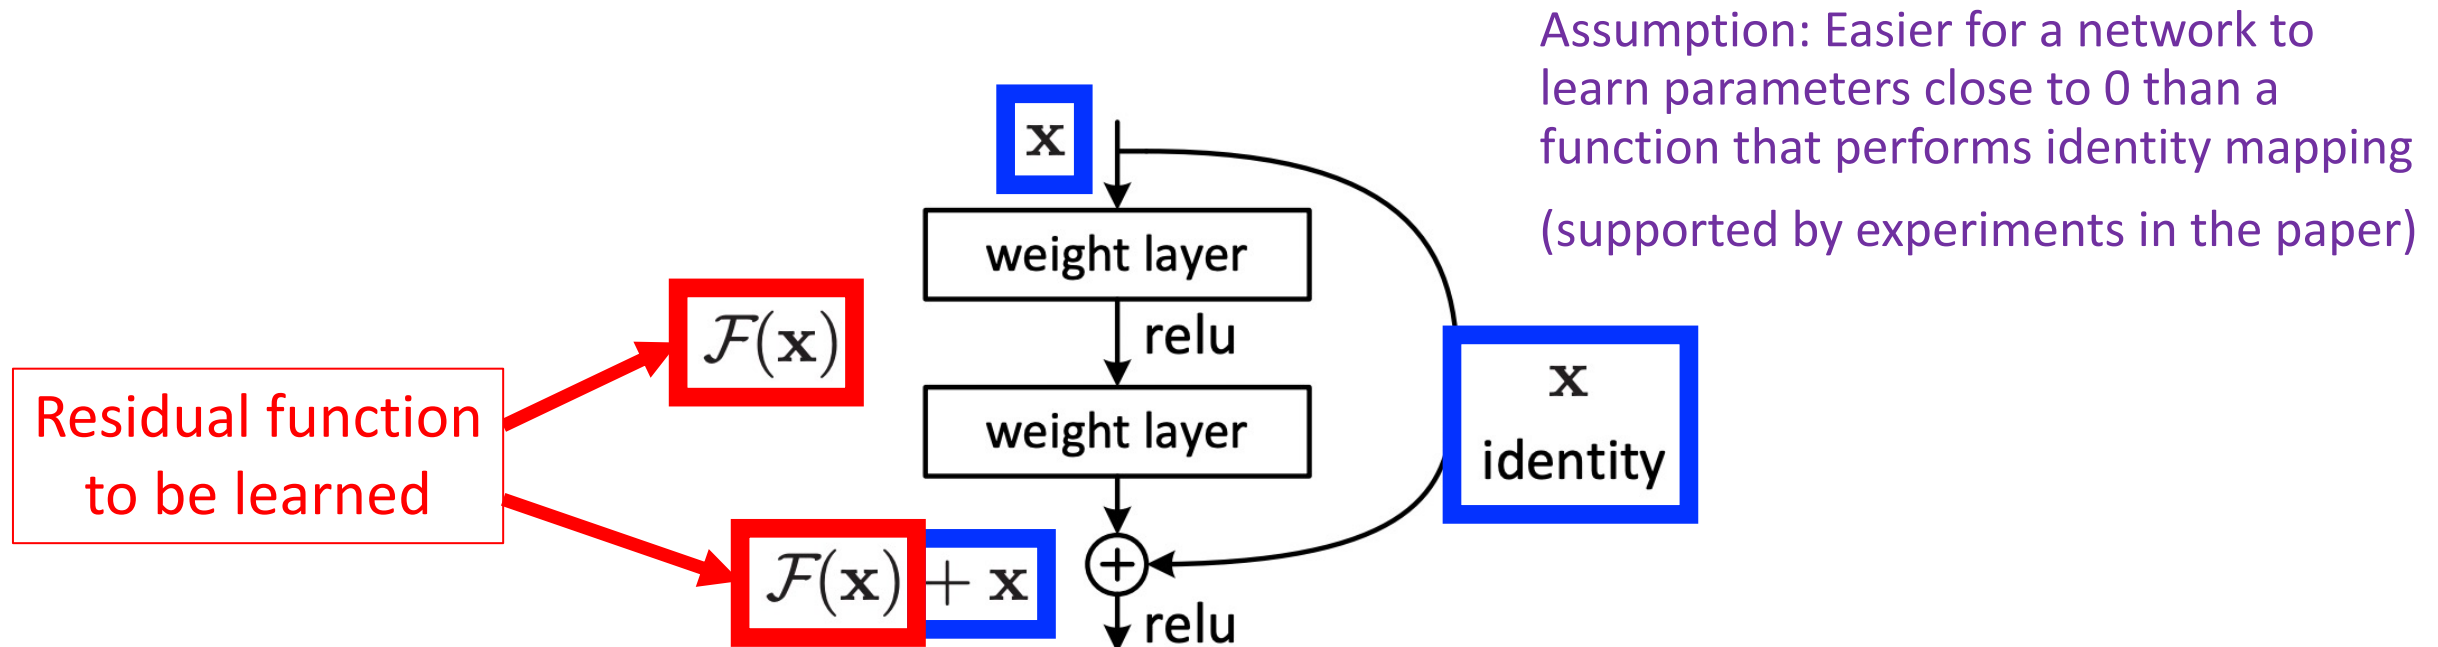 Assumption: Easier for a network to
learn parameters close to 0 than a
function that performs identity mapping
(supported by experiments in the paper)
x
weight layer
relu
F(x)
weight layer
x
identity
Residual function
to be learned
F(x) + x
+
relu